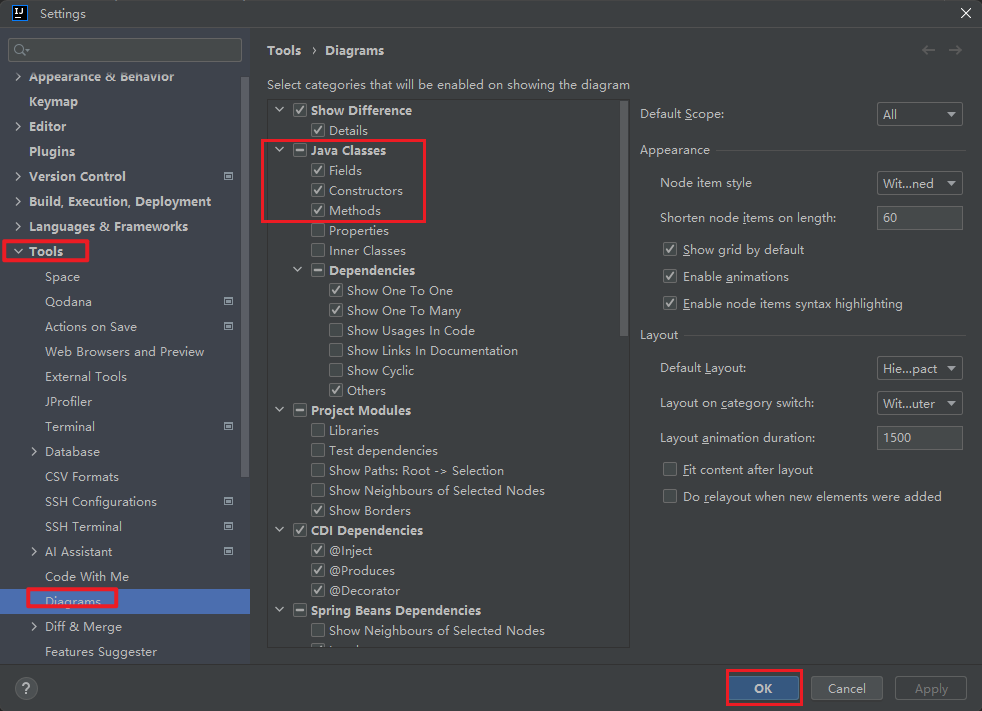 IJ
Settings
Appearance & Behavior
Keymap
Editor
Plugins
Version Control
Build, Execution, Deployment
Languages & Frameworks
Tools
Space
Qodana
Actions on Save
Web Browsers and Preview
External Tools
JProfiler
Terminal
Database
CSV Formats
SSH Configurations
SSH Terminal
AI Assistant
Code With Me
Diagrams
Diff & Merge
Features Suggester
?
Tools › Diagrams
Select categories that will be enabled on showing the diagram
Show Difference
Details
Java Classes
Fields
Constructors
Methods
Properties
Inner Classes
Dependencies
Show One To One
Show One To Many
Show Usages In Code
Show Links In Documentation
Show Cyclic
Others
Project Modules
Libraries
Test dependencies
Show Paths: Root -> Selection
Show Neighbours of Selected Nodes
Show Borders
CDI Dependencies
@Inject
@Produces
@Decorator
Spring Beans Dependencies
Show Neighbours of Selected Nodes
Default Scope: All
Appearance
Node item style Wit...ned
Shorten node items on length: 60
Show grid by default
Enable animations
Enable node items syntax highlighting
Layout
Default Layout: Hie...pact
Layout on category switch: Wit...uter
Layout animation duration: 1500
Fit content after layout
Do relayout when new elements were added
OK Cancel Apply